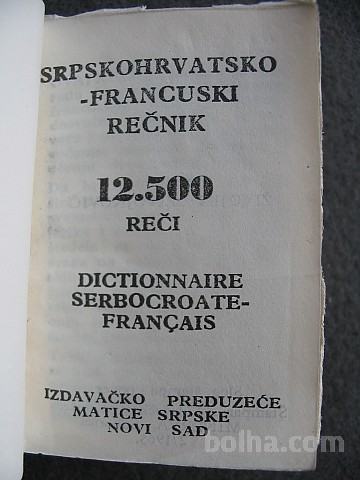 SRPSKOHRVATSKO
-FRANCUSKI
REČNIK
12.500
REČI
DICTIONNAIRE
SERBOCROATE-
FRANÇAIS
IZDAVAČKO PREDUZEĆE
MATICE SRPSKE
NOVI SAD
bolha.com